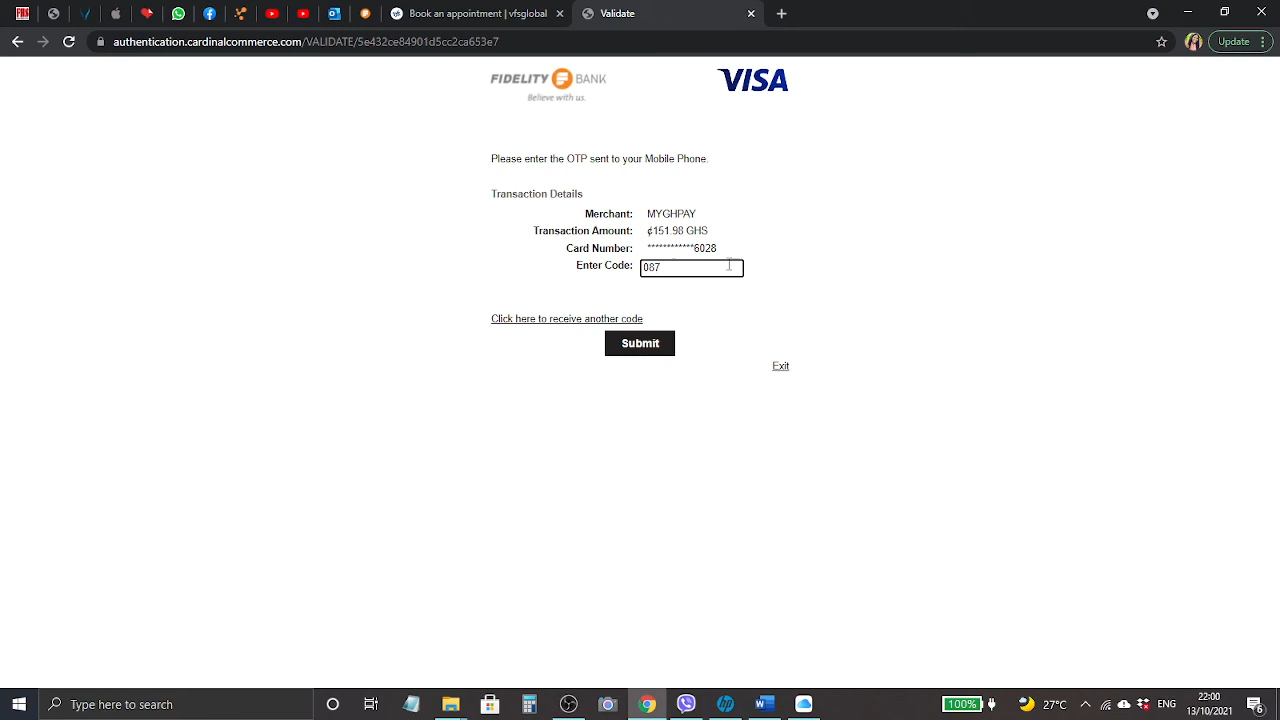 Book an appointment | vfsglobal
Validate
authentication.cardinalcommerce.com/VALIDATE/5e432ce84901d5cc2ca653e7
Update
FIDELITY BANK
Believe with us.
VISA
Please enter the OTP sent to your Mobile Phone.
Transaction Details
Merchant: MYGHPAY
Transaction Amount: ¢151.98 GHS
Card Number: ************6028
Enter Code: 087
Click here to receive another code
Submit
Exit
Type here to search
100%
27°C
ENG
22:00
13/10/2021
6